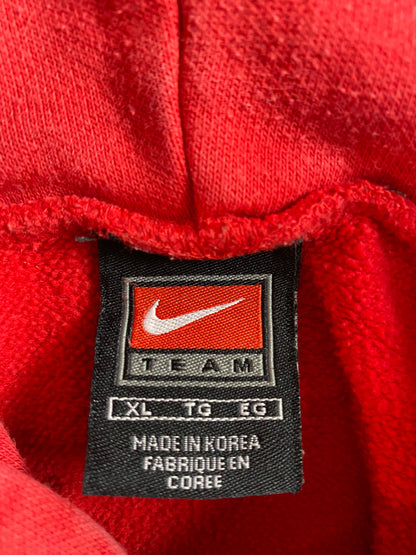 TEAM
XL TG EG
MADE IN KOREA
FABRIQUE EN
COREE